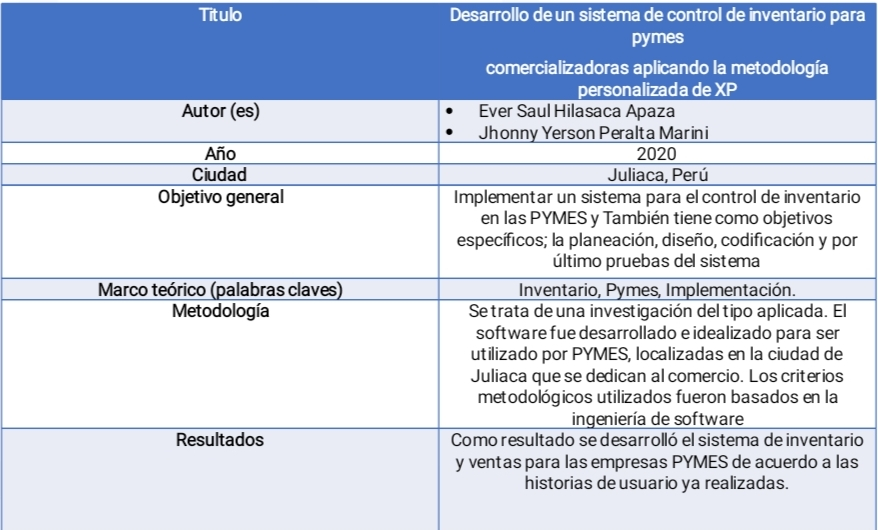 Titulo
Desarrollo de un sistema de control de inventario para
pymes
comercializadoras aplicando la metodología
personalizada de XP
Autor (es)
• Ever Saul Hilasaca Apaza
• Jhonny Yerson Peralta Marini
Año
2020
Ciudad
Juliaca, Perú
Objetivo general
Implementar un sistema para el control de inventario
en las PYMES y También tiene como objetivos
específicos; la planeación, diseño, codificación y por
último pruebas del sistema
Marco teórico (palabras claves)
Inventario, Pymes, Implementación.
Metodología
Se trata de una investigación del tipo aplicada. El
software fue desarrollado e idealizado para ser
utilizado por PYMES, localizadas en la ciudad de
Juliaca que se dedican al comercio. Los criterios
metodológicos utilizados fueron basados en la
ingeniería de software
Resultados
Como resultado se desarrolló el sistema de inventario
y ventas para las empresas PYMES de acuerdo a las
historias de usuario ya realizadas.